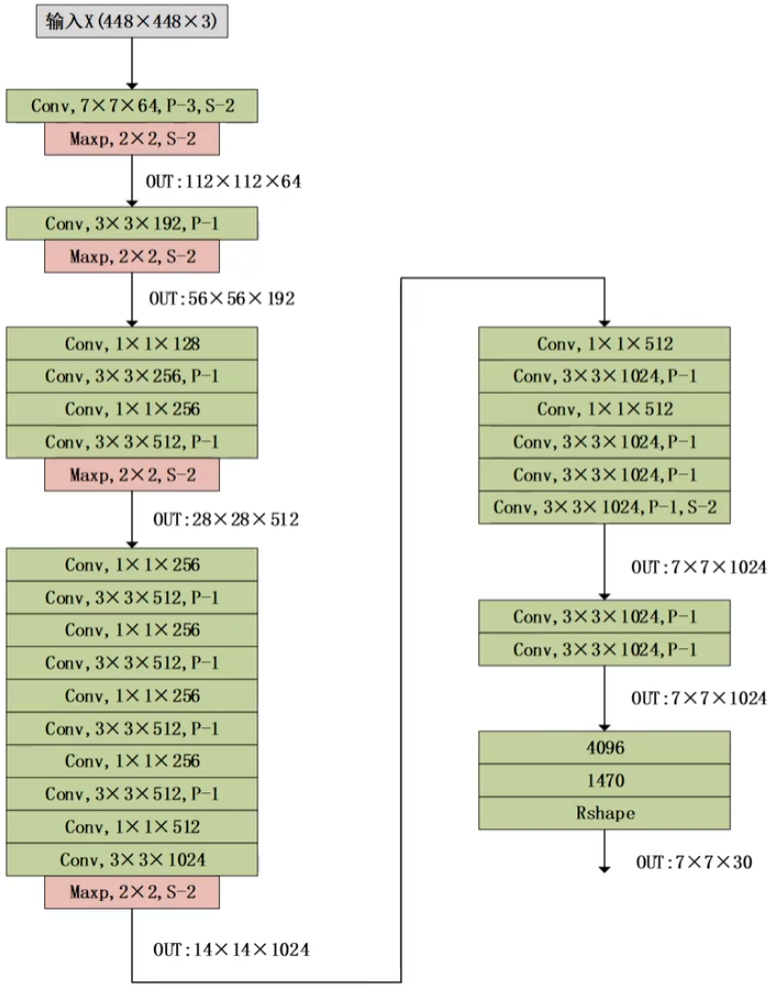 输入X(448×448×3)
Conv,7×7×64,P-3,S-2
Maxp,2×2,S-2
OUT:112×112×64
Conv,3×3×192,P-1
Maxp,2×2,S-2
OUT:56×56×192
Conv,1×1×128
Conv,3×3×256,P-1
Conv,1×1×256
Conv,3×3×512,P-1
Maxp,2×2,S-2
OUT:28×28×512
Conv,1×1×256
Conv,3×3×512,P-1
Conv,1×1×256
Conv,3×3×512,P-1
Conv,1×1×256
Conv,3×3×512,P-1
Conv,1×1×256
Conv,3×3×512,P-1
Conv,1×1×512
Conv,3×3×1024
Maxp,2×2,S-2
OUT:14×14×1024
Conv,1×1×512
Conv,3×3×1024,P-1
Conv,1×1×512
Conv,3×3×1024,P-1
Conv,3×3×1024,P-1
Conv,3×3×1024,P-1,S-2
OUT:7×7×1024
Conv,3×3×1024,P-1
Conv,3×3×1024,P-1
OUT:7×7×1024
4096
1470
Rshape
OUT:7×7×30